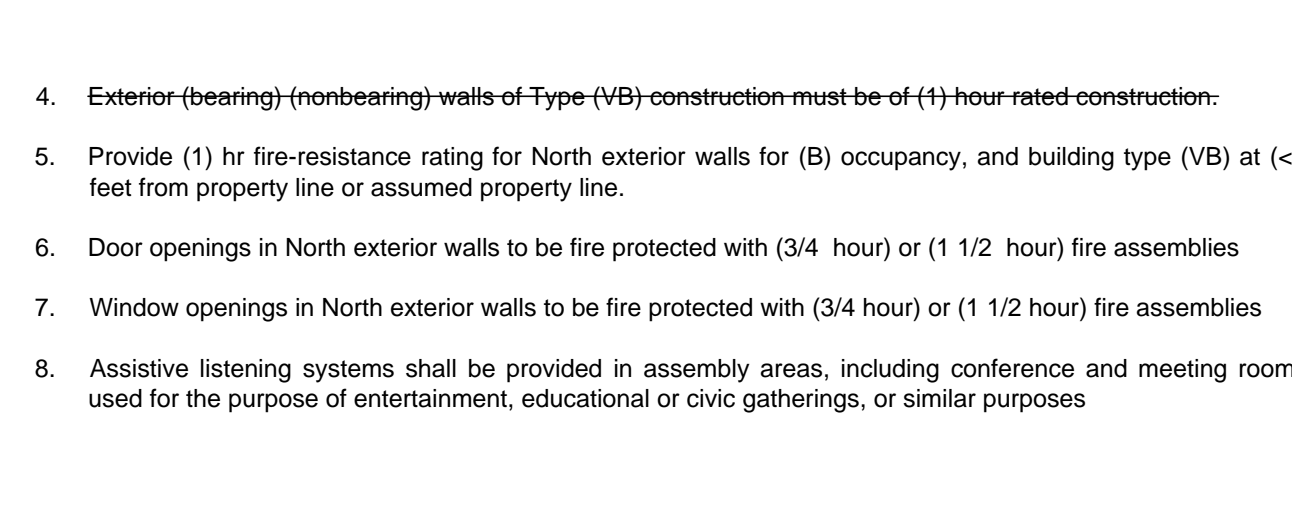 4. Exterior (bearing) (nonbearing) walls of Type (VB) construction must be of (1) hour rated construction.
5. Provide (1) hr fire-resistance rating for North exterior walls for (B) occupancy, and building type (VB) at (<
feet from property line or assumed property line.
6. Door openings in North exterior walls to be fire protected with (3/4 hour) or (1 1/2 hour) fire assemblies
7. Window openings in North exterior walls to be fire protected with (3/4 hour) or (1 1/2 hour) fire assemblies
8. Assistive listening systems shall be provided in assembly areas, including conference and meeting room
used for the purpose of entertainment, educational or civic gatherings, or similar purposes